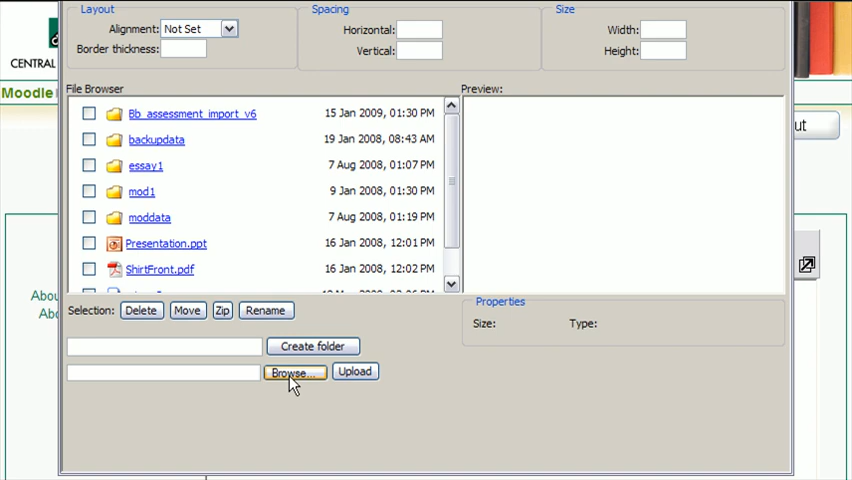 Layout
Spacing
Size
Alignment: Not Set
Horizontal:
Width:
Border thickness:
Vertical:
Height:
CENTRAL
Moodle
ut
File Browser
Preview:
Bb_assessment_import_v6 15 Jan 2009, 01:30 PM
backupdata 19 Jan 2008, 08:43 AM
essay1 7 Aug 2008, 01:07 PM
mod1 9 Jan 2008, 01:30 PM
moddata 7 Aug 2008, 01:19 PM
Presentation.ppt 16 Jan 2008, 12:01 PM
ShirtFront.pdf 16 Jan 2008, 12:02 PM
Abou
Abo
Selection: Delete Move Zip Rename
Properties
Size: Type:
Create folder
Browse... Upload